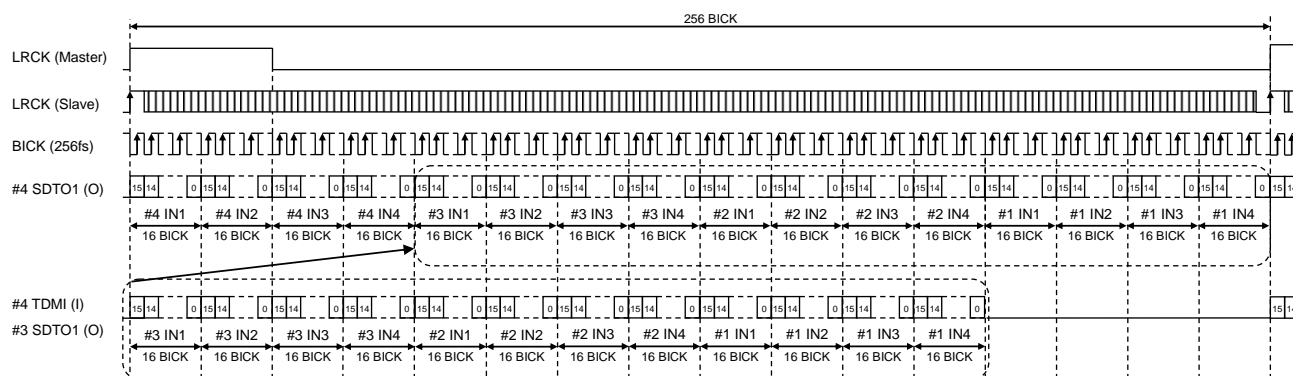 256 BICK
LRCK (Master)
LRCK (Slave)
BICK (256fs)
#4 SDTO1 (O) 15 14 0 15 14 0 15 14 0 15 14 0 15 14 0 15 14 0 15 14 0 15 14 0 15 14 0 15 14 0 15 14 0 15 14 0 15 14 0 15 14 0 15 14 0 15 14 0 15 14
#4 IN1 #4 IN2 #4 IN3 #4 IN4 #3 IN1 #3 IN2 #3 IN3 #3 IN4 #2 IN1 #2 IN2 #2 IN3 #2 IN4 #1 IN1 #1 IN2 #1 IN3 #1 IN4
16 BICK 16 BICK 16 BICK 16 BICK 16 BICK 16 BICK 16 BICK 16 BICK 16 BICK 16 BICK 16 BICK 16 BICK 16 BICK 16 BICK 16 BICK 16 BICK
#4 TDMI (I) 15 14 0 15 14 0 15 14 0 15 14 0 15 14 0 15 14 0 15 14 0 15 14 0 15 14 0 15 14 0 15 14 0 15 14 0 15 14
#3 SDTO1 (O) #3 IN1 #3 IN2 #3 IN3 #3 IN4 #2 IN1 #2 IN2 #2 IN3 #2 IN4 #1 IN1 #1 IN2 #1 IN3 #1 IN4
16 BICK 16 BICK 16 BICK 16 BICK 16 BICK 16 BICK 16 BICK 16 BICK 16 BICK 16 BICK 16 BICK 16 BICK